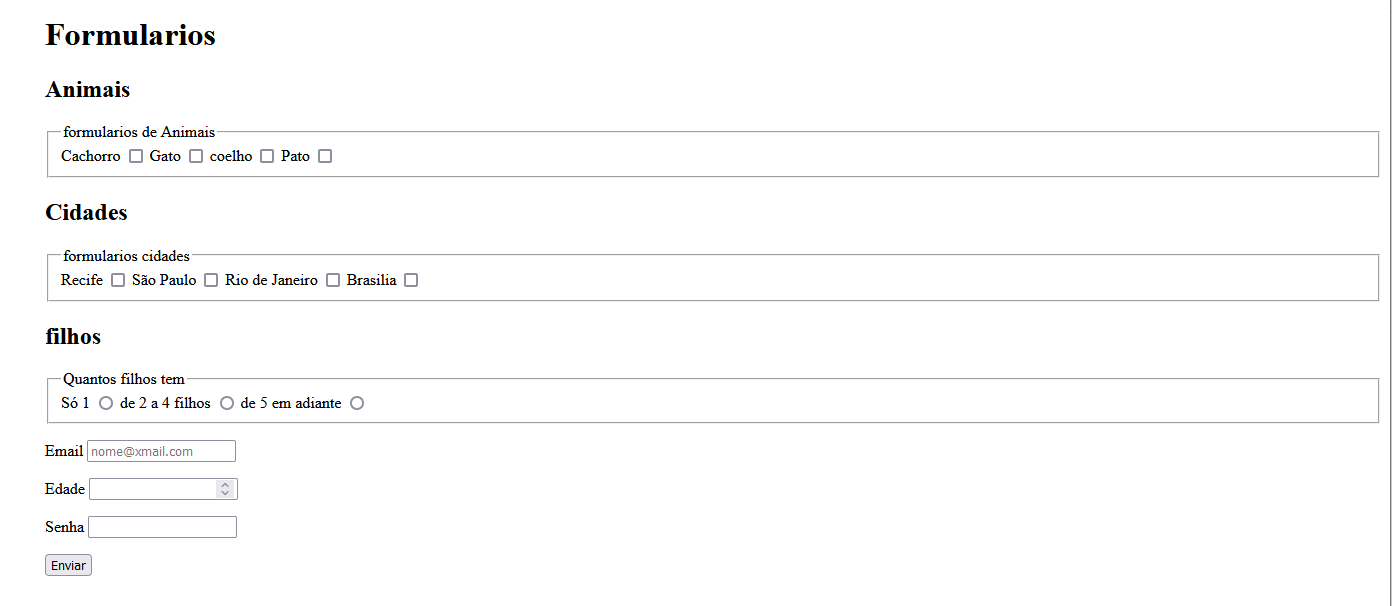 Formularios
Animais
formularios de Animais
Cachorro Gato coelho Pato
Cidades
formularios cidades
Recife São Paulo Rio de Janeiro Brasilia
filhos
Quantos filhos tem
Só 1 de 2 a 4 filhos de 5 em adiante
Email nome@xmail.com
Edade
Senha
Enviar